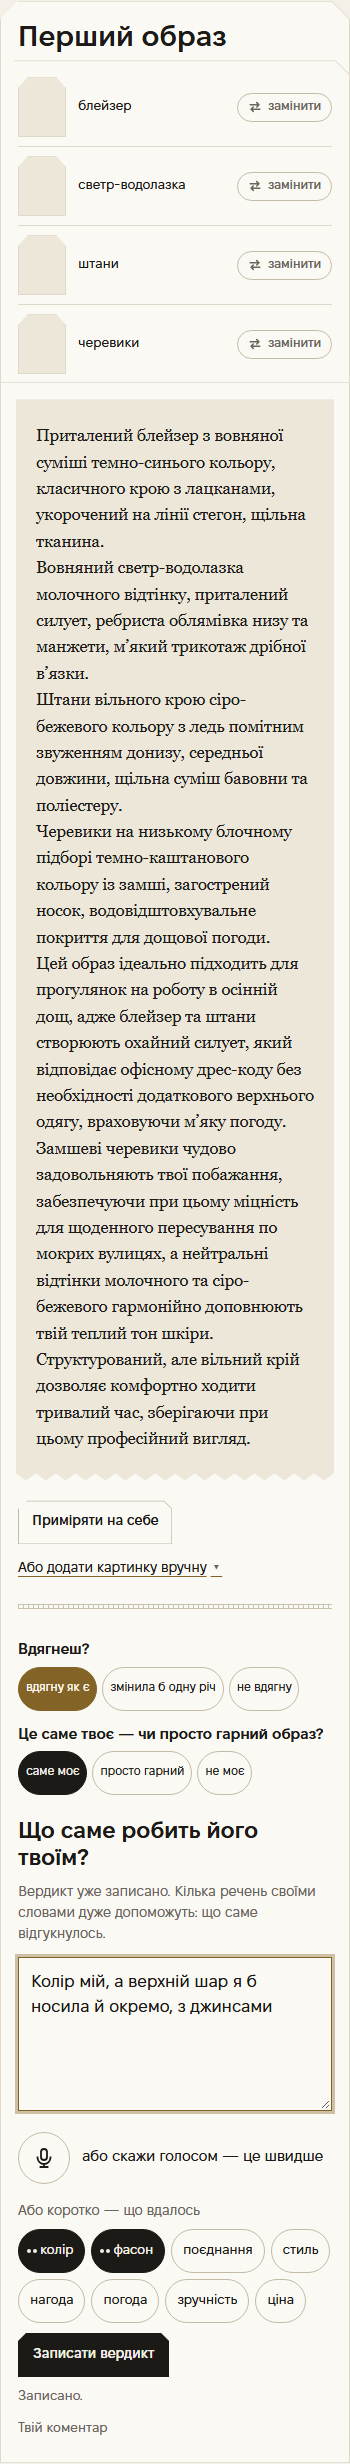 Перший образ
блейзер
замінити
светр-водолазка
замінити
штани
замінити
черевики
замінити
Приталений блейзер з вовняної
суміші темно-синього кольору,
класичного крою з лацканами,
укорочений на лінії стегон, щільна
тканина.
Вовняний светр-водолазка
молочного відтінку, приталений
силует, ребриста облямівка низу та
манжети, м’який трикотаж дрібної
в’язки.
Штани вільного крою сіро-
бежевого кольору з ледь помітним
звуженням донизу, середньої
довжини, щільна суміш бавовни та
поліестеру.
Черевики на низькому блочному
підборі темно-каштанового
кольору із замші, загострений
носок, водовідштовхувальне
покриття для дощової погоди.
Цей образ ідеально підходить для
прогулянок на роботу в осінній
дощ, адже блейзер та штани
створюють охайний силует, який
відповідає офісному дрес-коду без
необхідності додаткового верхнього
одягу, враховуючи м’яку погоду.
Замшеві черевики чудово
задовольняють твої побажання,
забезпечуючи при цьому міцність
для щоденного пересування по
мокрих вулицях, а нейтральні
відтінки молочного та сіро-
бежевого гармонійно доповнюють
твій теплий тон шкіри.
Структурований, але вільний крій
дозволяє комфортно ходити
тривалий час, зберігаючи при
цьому професійний вигляд.
Приміряти на себе
Або додати картинку вручну
Вдягнеш?
вдягну як є
змінила б одну річ
не вдягну
Це саме твоє — чи просто гарний образ?
саме моє
просто гарний
не моє
Що саме робить його
твоїм?
Вердикт уже записано. Кілька речень своїми
словами дуже допоможуть: що саме
відгукнулось.
Колір мій, а верхній шар я б
носила й окремо, з джинсами
або скажи голосом — це швидше
Або коротко — що вдалось
колір
фасон
поєднання
стиль
нагода
погода
зручність
ціна
Записати вердикт
Записано.
Твій коментар